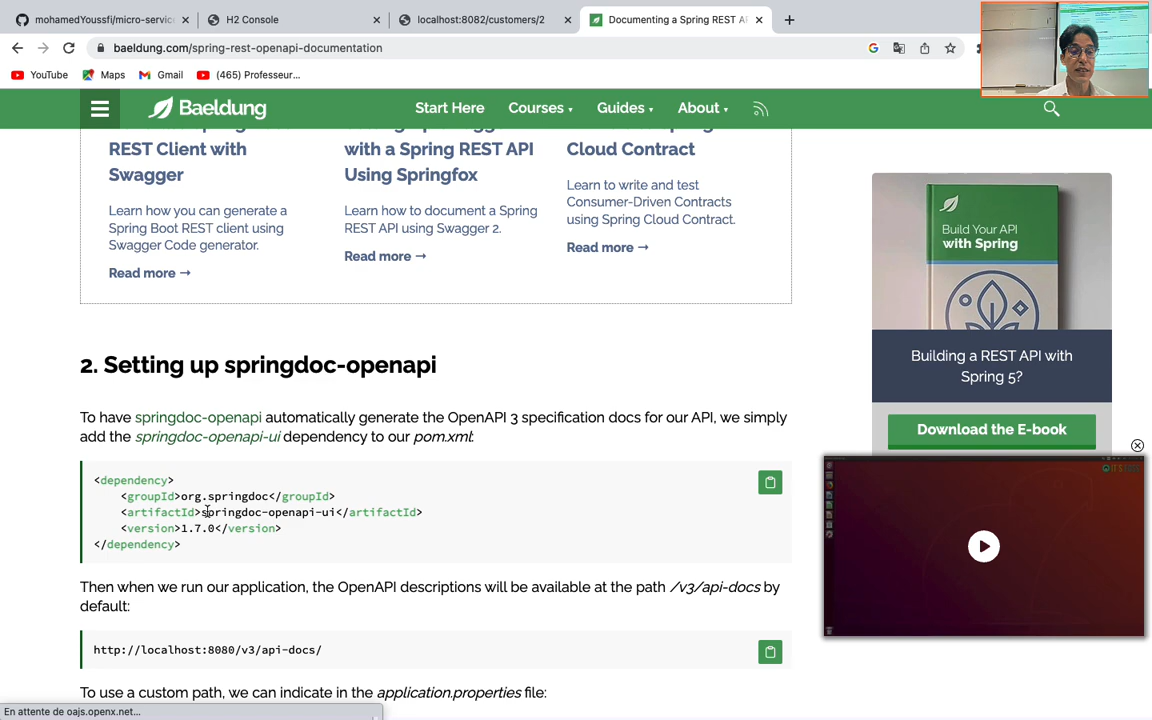 mohamedYoussfi/micro-servic
H2 Console
localhost:8082/customers/2
Documenting a Spring REST A
baeldung.com/spring-rest-openapi-documentation
YouTube
Maps
Gmail
(465) Professeur...
Baeldung
Start Here
Courses
Guides
About
REST Client with
Swagger
Learn how you can generate a
Spring Boot REST client using
Swagger Code generator.
Read more →
with a Spring REST API
Using Springfox
Learn how to document a Spring
REST API using Swagger 2.
Read more →
Cloud Contract
Learn to write and test
Consumer-Driven Contracts
using Spring Cloud Contract.
Read more →
Build Your API
with Spring
Building a REST API with
Spring 5?
Download the E-book
2. Setting up springdoc-openapi
To have springdoc-openapi automatically generate the OpenAPI 3 specification docs for our API, we simply
add the springdoc-openapi-ui dependency to our pom.xml:
<dependency>
<groupId>org.springdoc</groupId>
<artifactId>springdoc-openapi-ui</artifactId>
<version>1.7.0</version>
</dependency>
Then when we run our application, the OpenAPI descriptions will be available at the path /v3/api-docs by
default:
http://localhost:8080/v3/api-docs/
To use a custom path, we can indicate in the application.properties file:
En attente de oajs.openx.net...